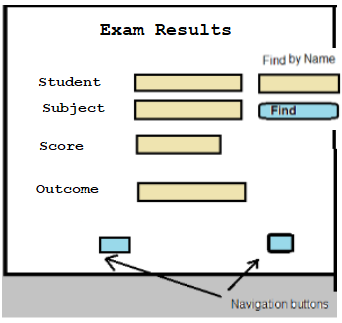 Exam Results
Find by Name
Student
Subject
Find
Score
Outcome
Navigation buttons